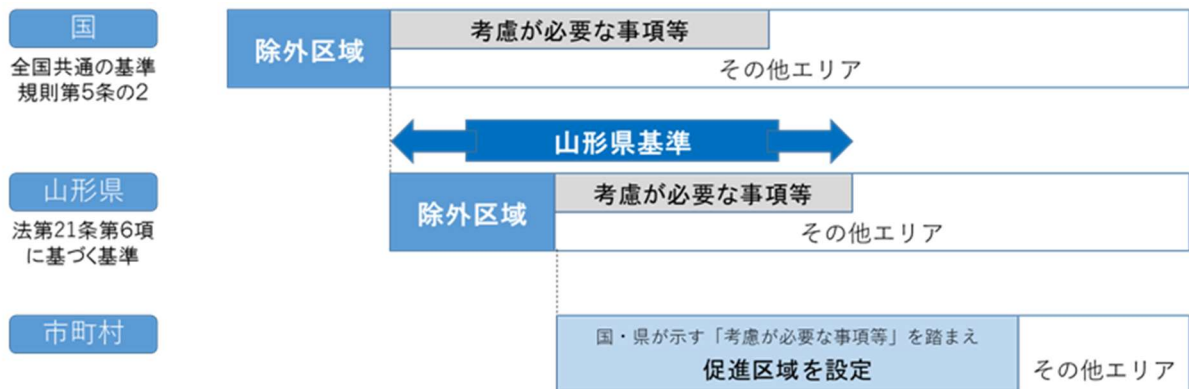 国
全国共通の基準
規則第5条の2
除外区域
考慮が必要な事項等
その他エリア
山形県基準
山形県
法第21条第6項
に基づく基準
除外区域
考慮が必要な事項等
その他エリア
市町村
国・県が示す「考慮が必要な事項等」を踏まえ
促進区域を設定
その他エリア